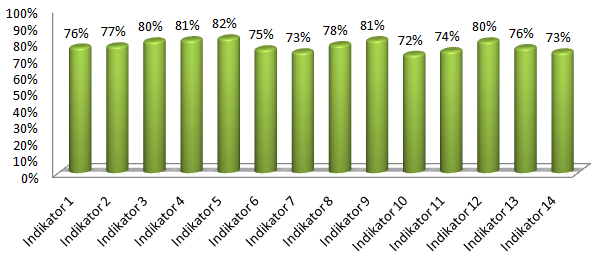 100%
90%
80%
70%
60%
50%
40%
30%
20%
10%
0%
76%
77%
80%
81%
82%
75%
73%
78%
81%
72%
74%
80%
76%
73%
Indikator 1
Indikator 2
Indikator 3
Indikator 4
Indikator 5
Indikator 6
Indikator 7
Indikator 8
Indikator 9
Indikator 10
Indikator 11
Indikator 12
Indikator 13
Indikator 14